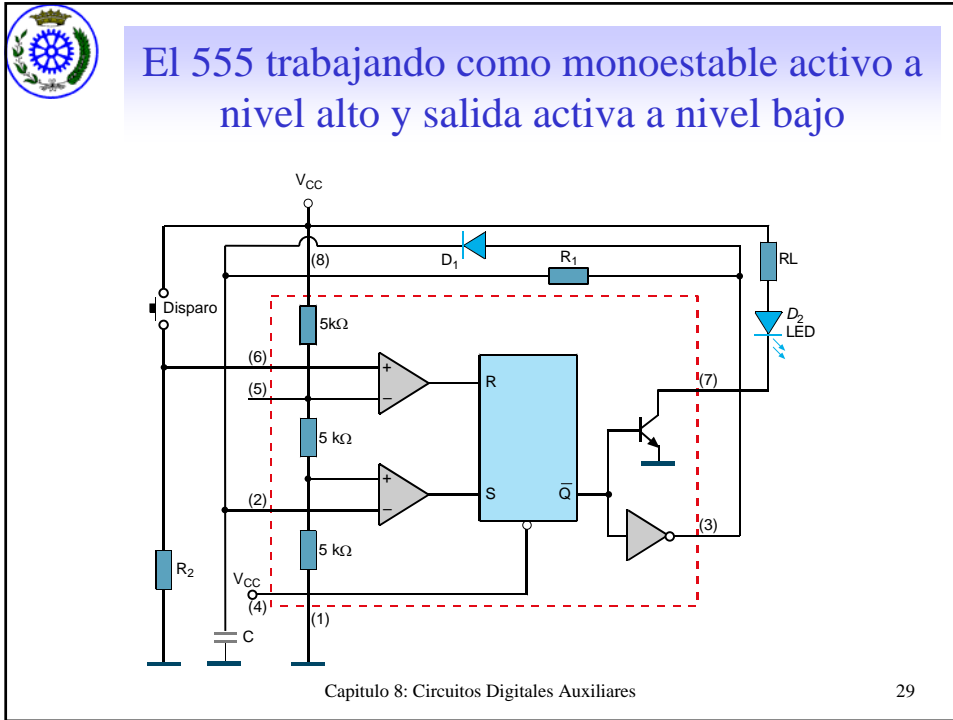 El 555 trabajando como monoestable activo a
nivel alto y salida activa a nivel bajo
VCC
(8)
D1
R1
RL
Disparo
5kΩ
D2
LED
(6)
+
(7)
(5)
−
R
5 kΩ
+
(2)
−
S
Q̅
(3)
5 kΩ
R2
VCC
(4)
(1)
C
Capitulo 8: Circuitos Digitales Auxiliares
29